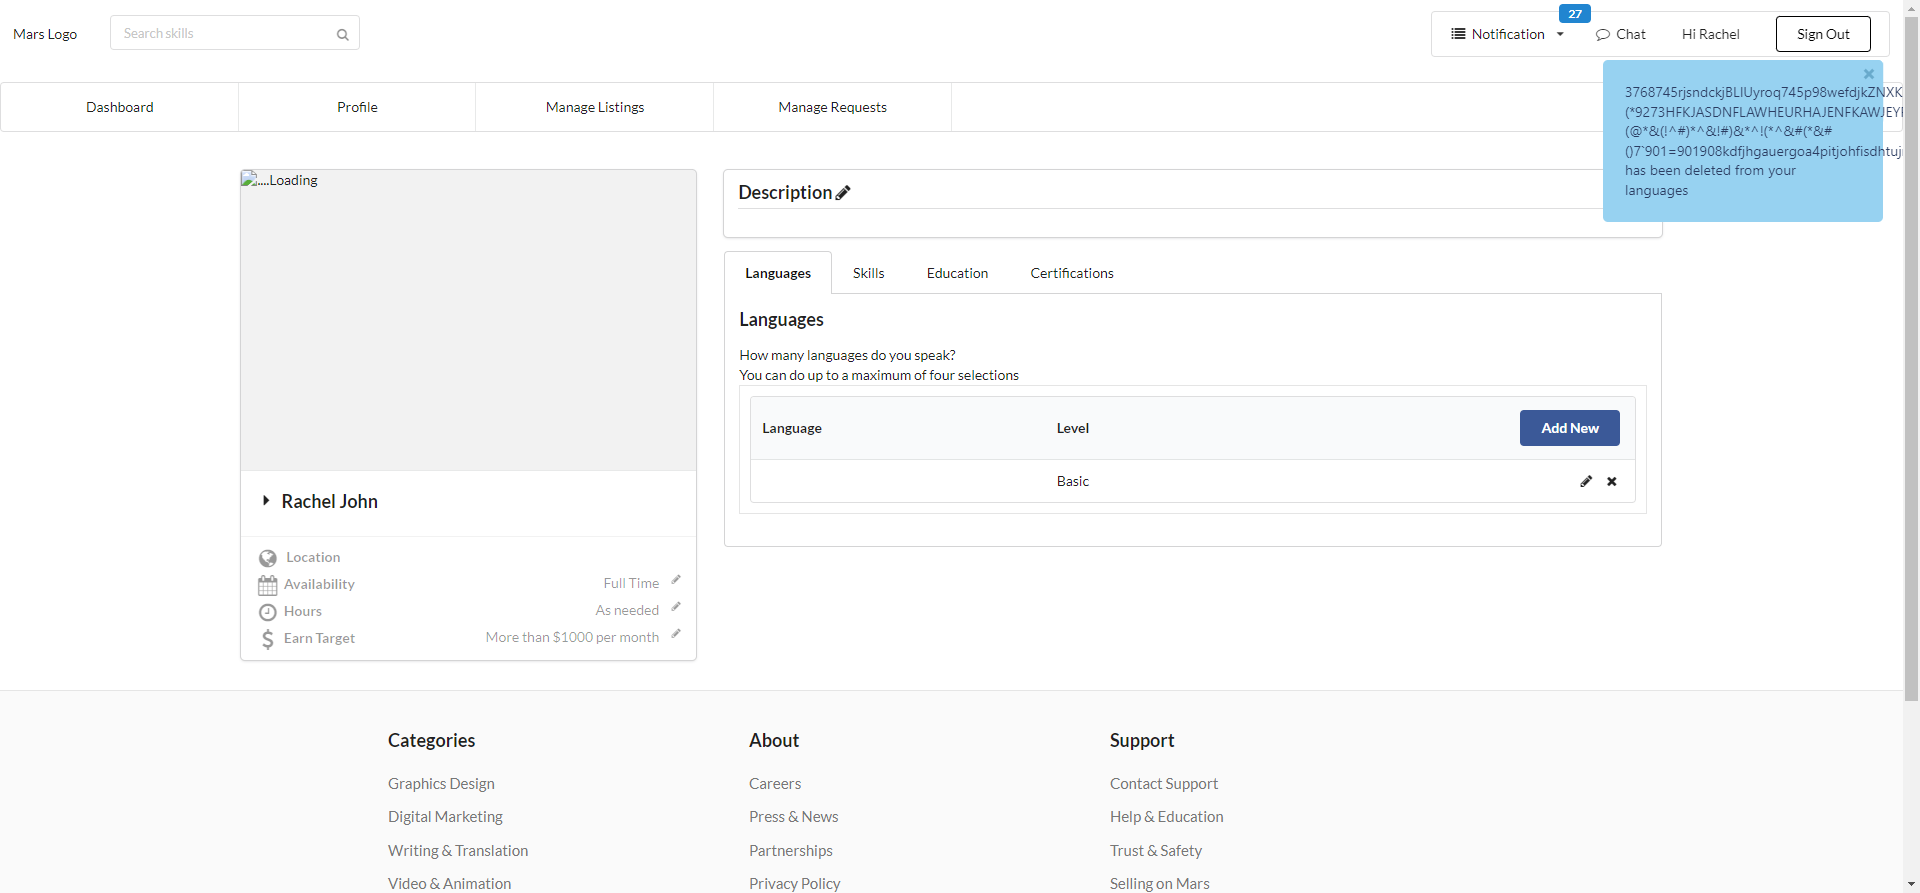 Mars Logo
Search skills
27
Notification
Chat
Hi Rachel
Sign Out
Dashboard
Profile
Manage Listings
Manage Requests
3768745rjsndckjBLIUyroq745p98wefdjkZNXK
(*9273HFKJASDNFLAWHEURHAJENFKAWJEY
(@*&(!^#)*^&!#)&*^!(*^&#(*&#
()7`901=901908kdfjhgauergoa4pitjohfisdhtuj
has been deleted from your
languages
....Loading
Description
Languages
Skills
Education
Certifications
Languages
How many languages do you speak?
You can do up to a maximum of four selections
Language
Level
Add New
Basic
Rachel John
Location
Availability
Full Time
Hours
As needed
Earn Target
More than $1000 per month
Categories
About
Support
Graphics Design
Careers
Contact Support
Digital Marketing
Press & News
Help & Education
Writing & Translation
Partnerships
Trust & Safety
Video & Animation
Privacy Policy
Selling on Mars